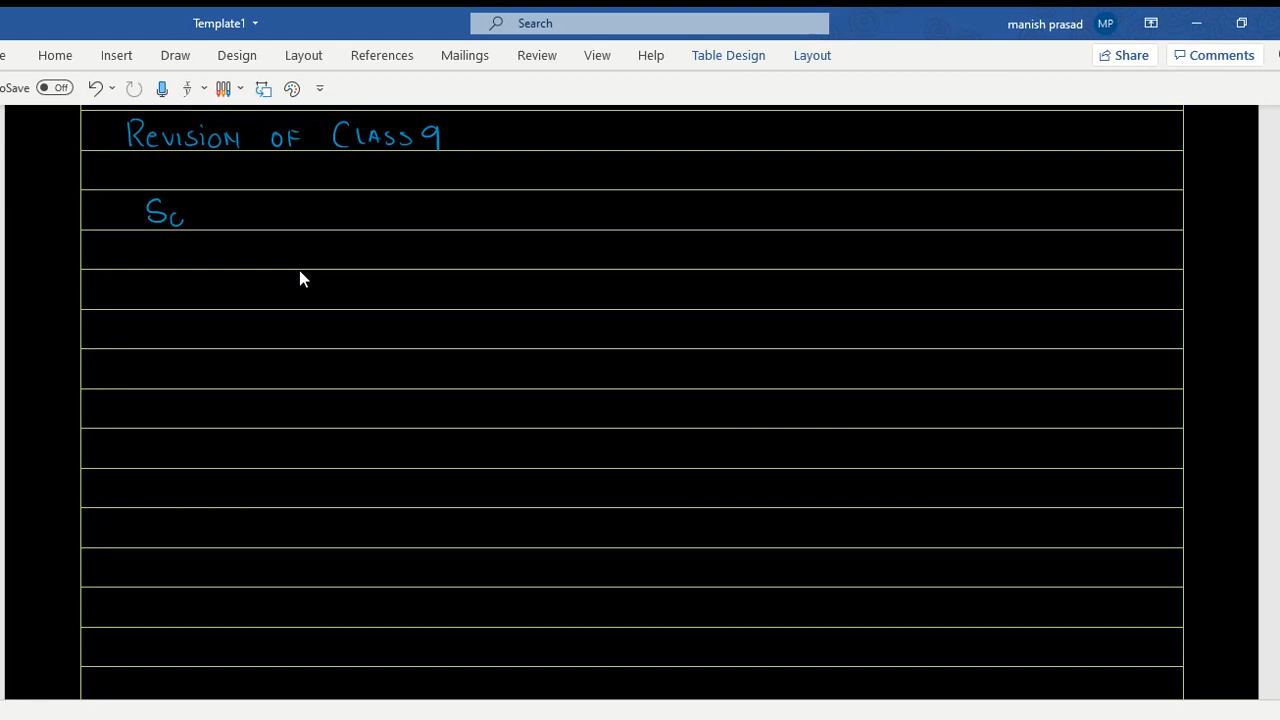 Template1
Search
manish prasad MP
e Home Insert Draw Design Layout References Mailings Review View Help Table Design Layout Share Comments
oSave Off
REVISION OF CLASS 9
Sc